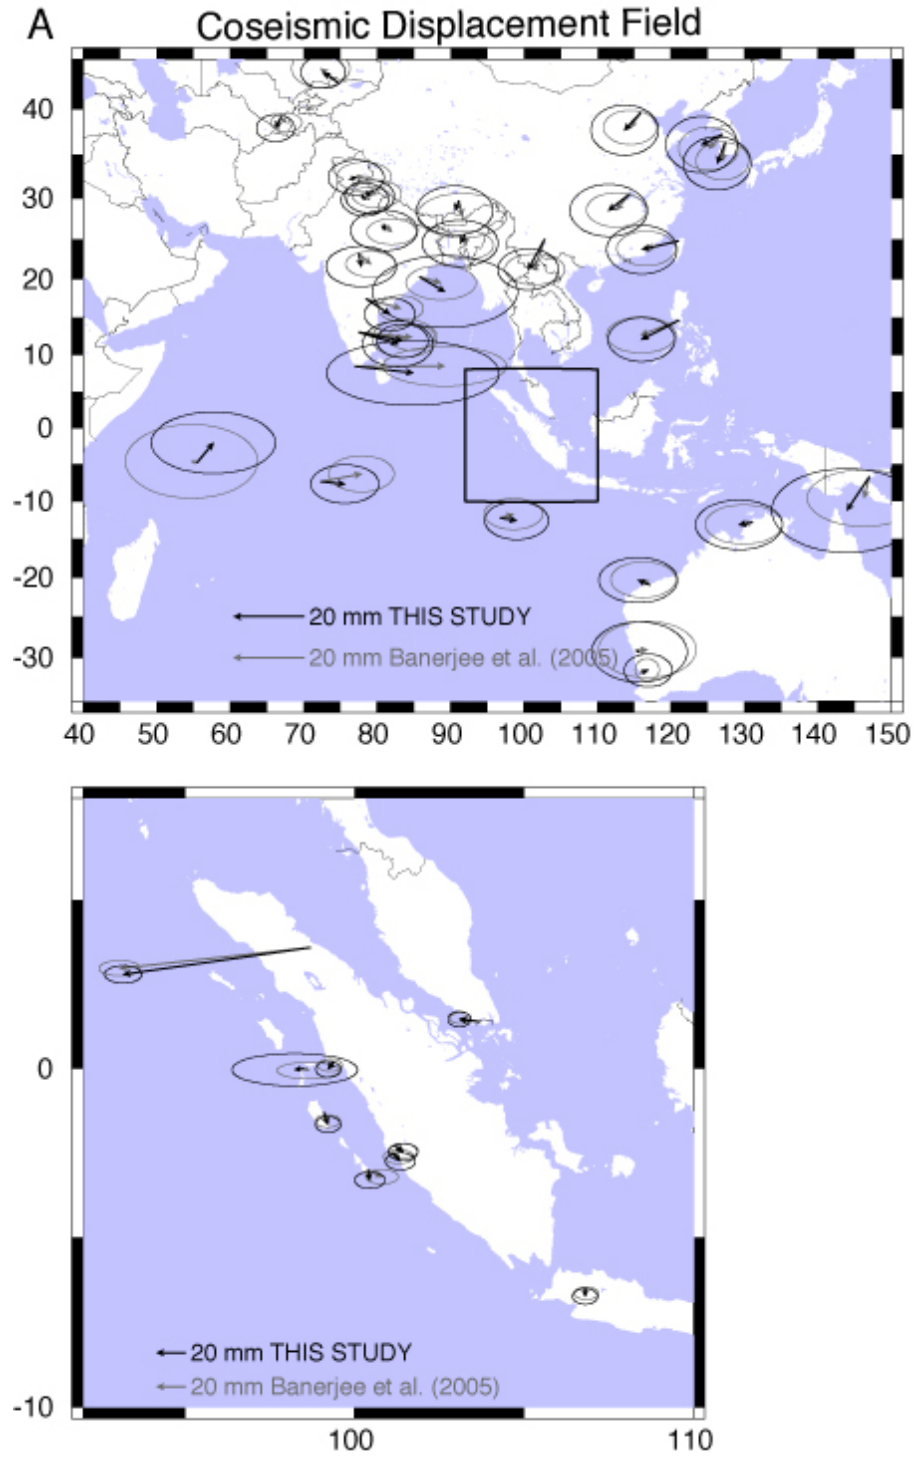 A
Coseismic Displacement Field
40
30
20
10
0
-10
-20
-30
20 mm THIS STUDY
20 mm Banerjee et al. (2005)
40 50 60 70 80 90 100 110 120 130 140 150
0
-10
20 mm THIS STUDY
20 mm Banerjee et al. (2005)
100 110